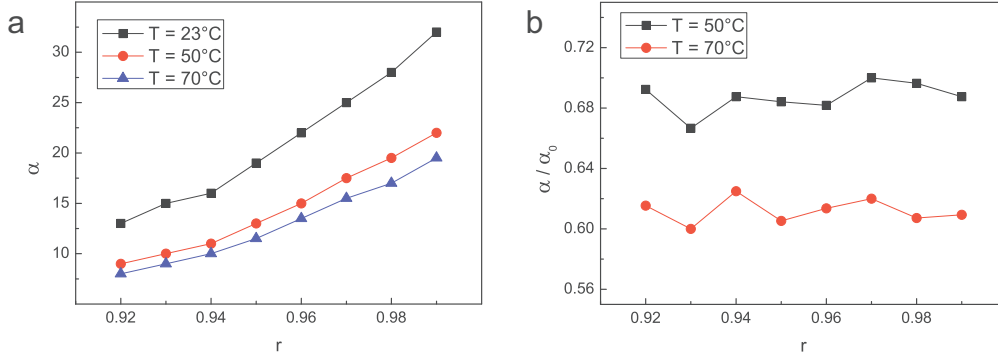 a
T = 23°C
T = 50°C
T = 70°C
30
25
20
15
10
α
0.92
0.94
0.96
0.98
r
b
T = 50°C
T = 70°C
0.72
0.68
0.64
0.60
0.56
α / α₀
0.92
0.94
0.96
0.98
r